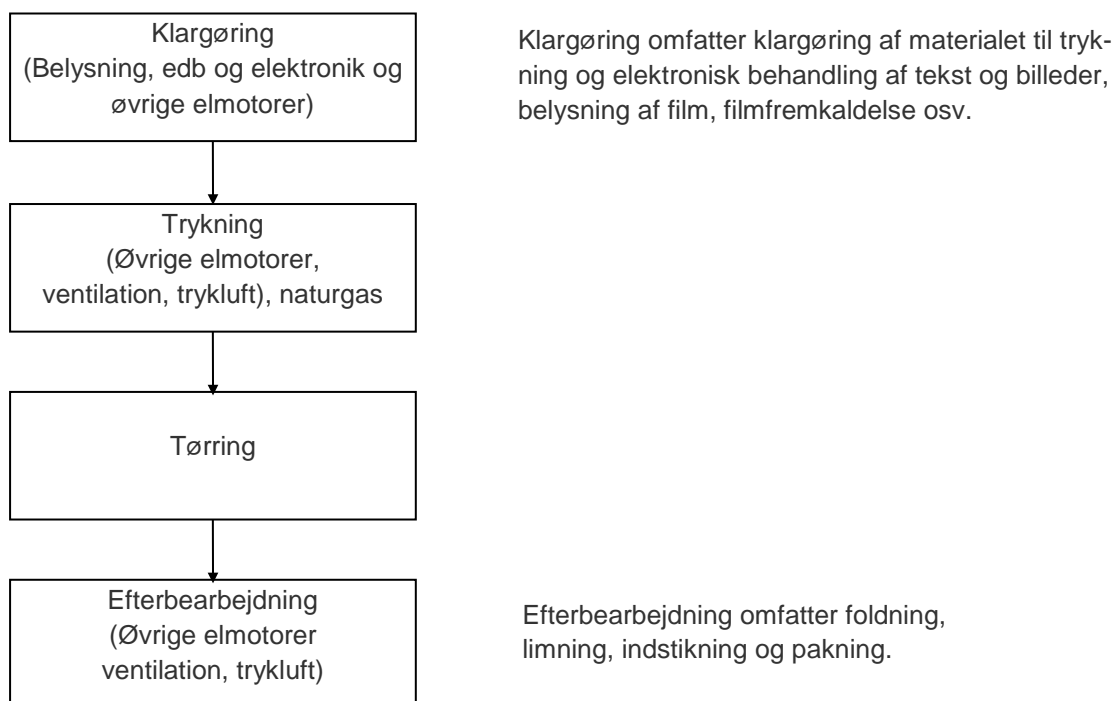 Klargøring
(Belysning, edb og elektronik og
øvrige elmotorer)
Klargøring omfatter klargøring af materialet til tryk-
ning og elektronisk behandling af tekst og billeder,
belysning af film, filmfremkaldelse osv.
Trykning
(Øvrige elmotorer,
ventilation, trykluft), naturgas
Tørring
Efterbearbejdning
(Øvrige elmotorer
ventilation, trykluft)
Efterbearbejdning omfatter foldning,
limning, indstikning og pakning.